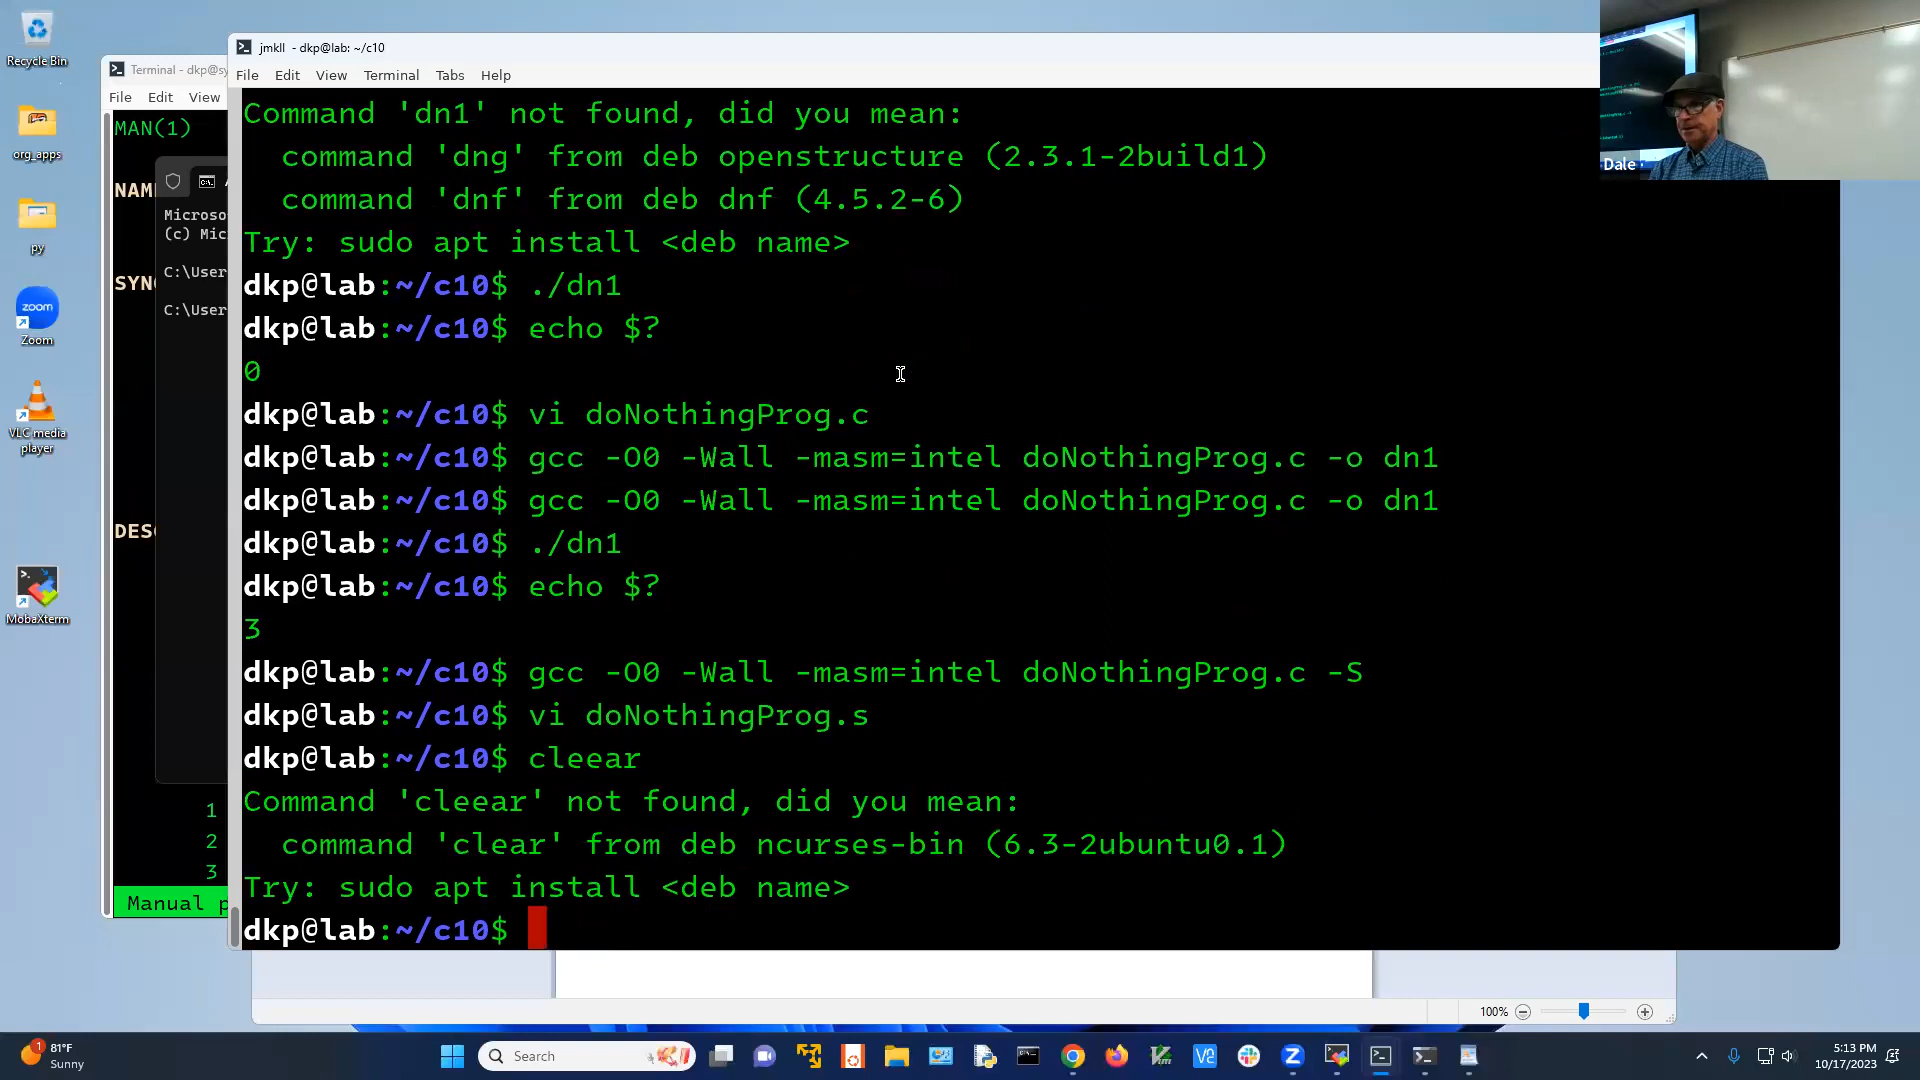 Recycle Bin
org_apps
py
zoom
Zoom
VLC media
player
MobaXterm
Terminal - dkp@sy
File Edit View
MAN(1)
NAM
SYN
DESC
Microso
(c) Mic
C:\User
C:\User
1
2
3
Manual p
jmkll - dkp@lab: ~/c10
File Edit View Terminal Tabs Help
Command 'dn1' not found, did you mean:
command 'dng' from deb openstructure (2.3.1-2build1)
command 'dnf' from deb dnf (4.5.2-6)
Try: sudo apt install <deb name>
dkp@lab:~/c10$ ./dn1
dkp@lab:~/c10$ echo $?
0
dkp@lab:~/c10$ vi doNothingProg.c
dkp@lab:~/c10$ gcc -O0 -Wall -masm=intel doNothingProg.c -o dn1
dkp@lab:~/c10$ gcc -O0 -Wall -masm=intel doNothingProg.c -o dn1
dkp@lab:~/c10$ ./dn1
dkp@lab:~/c10$ echo $?
3
dkp@lab:~/c10$ gcc -O0 -Wall -masm=intel doNothingProg.c -S
dkp@lab:~/c10$ vi doNothingProg.s
dkp@lab:~/c10$ cleear
Command 'cleear' not found, did you mean:
command 'clear' from deb ncurses-bin (6.3-2ubuntu0.1)
Try: sudo apt install <deb name>
dkp@lab:~/c10$
Dale
100%
1
81°F
Sunny
Search
5:13 PM
10/17/2023